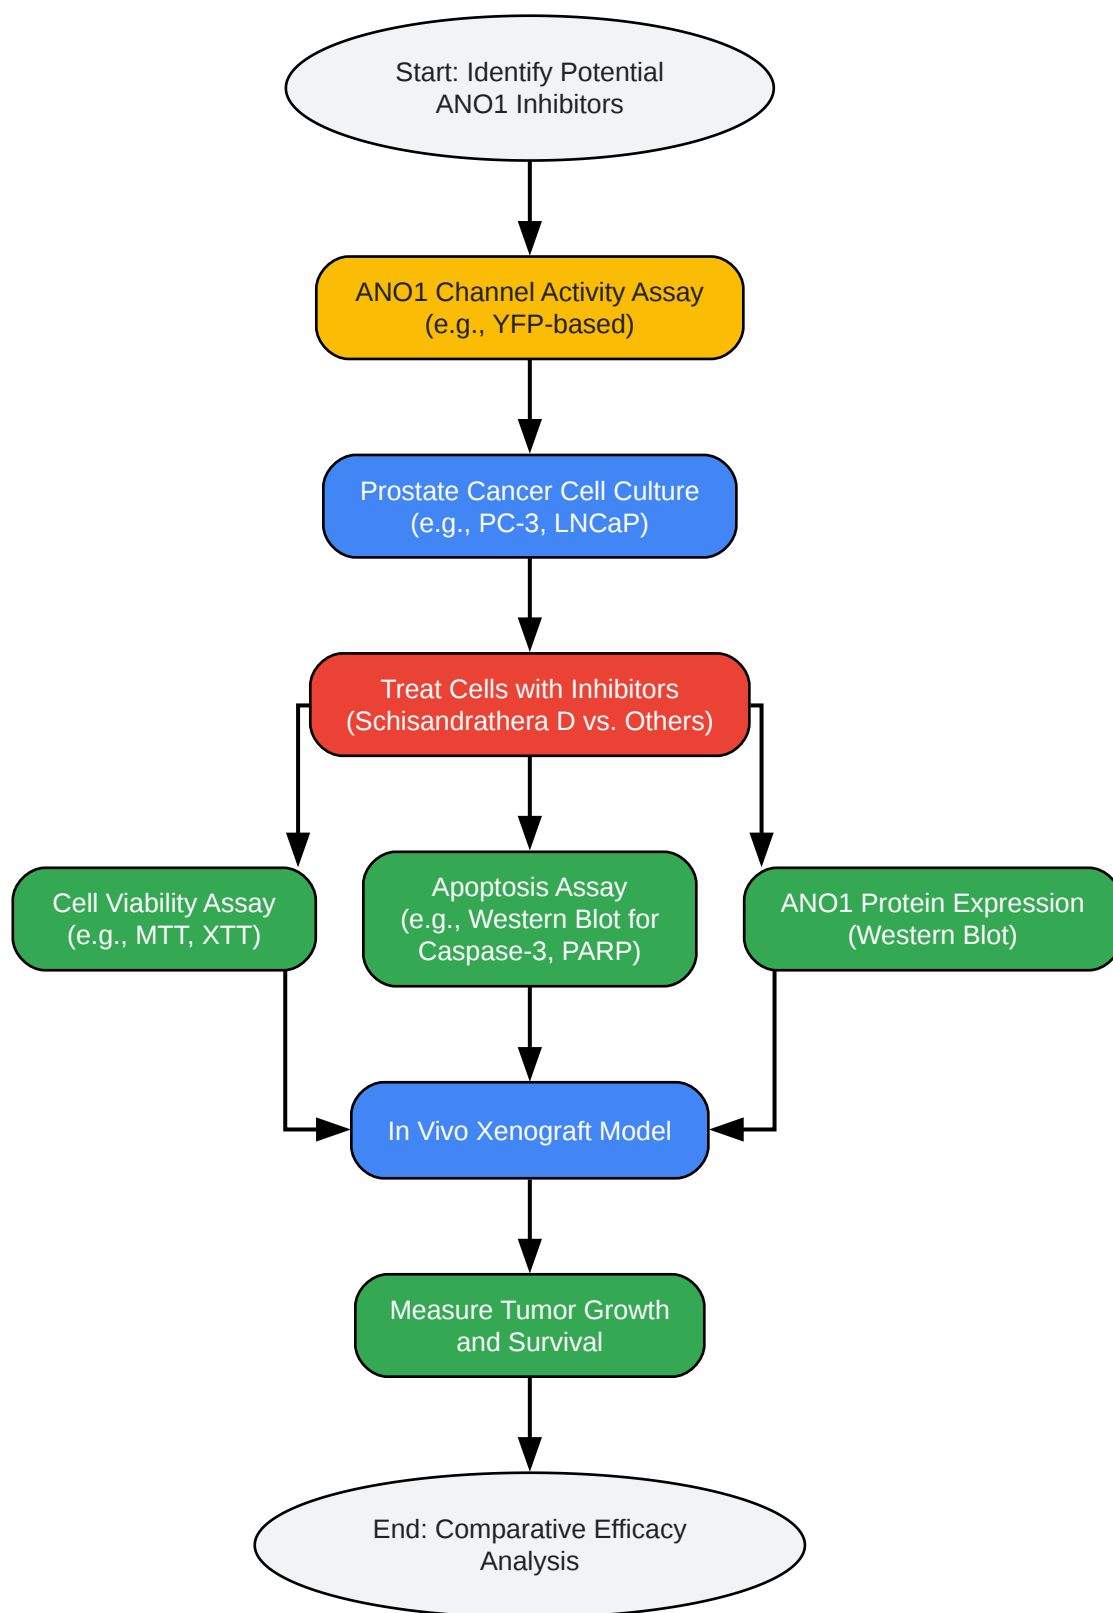 Start: Identify Potential
ANO1 Inhibitors
ANO1 Channel Activity Assay
(e.g., YFP-based)
Prostate Cancer Cell Culture
(e.g., PC-3, LNCaP)
Treat Cells with Inhibitors
(Schisandrathera D vs. Others)
Cell Viability Assay
(e.g., MTT, XTT)
Apoptosis Assay
(e.g., Western Blot for
Caspase-3, PARP)
ANO1 Protein Expression
(Western Blot)
In Vivo Xenograft Model
Measure Tumor Growth
and Survival
End: Comparative Efficacy
Analysis